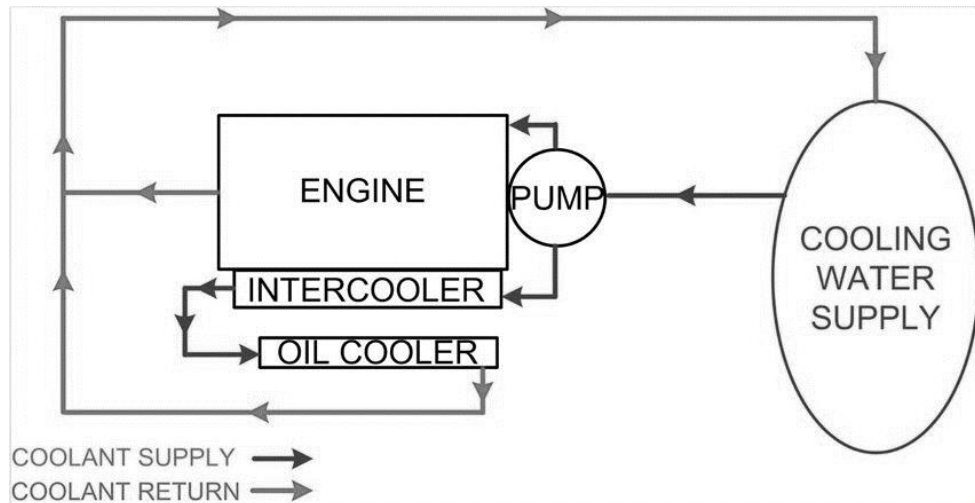 ENGINE
PUMP
COOLING
WATER
SUPPLY
INTERCOOLER
OIL COOLER
COOLANT SUPPLY
COOLANT RETURN